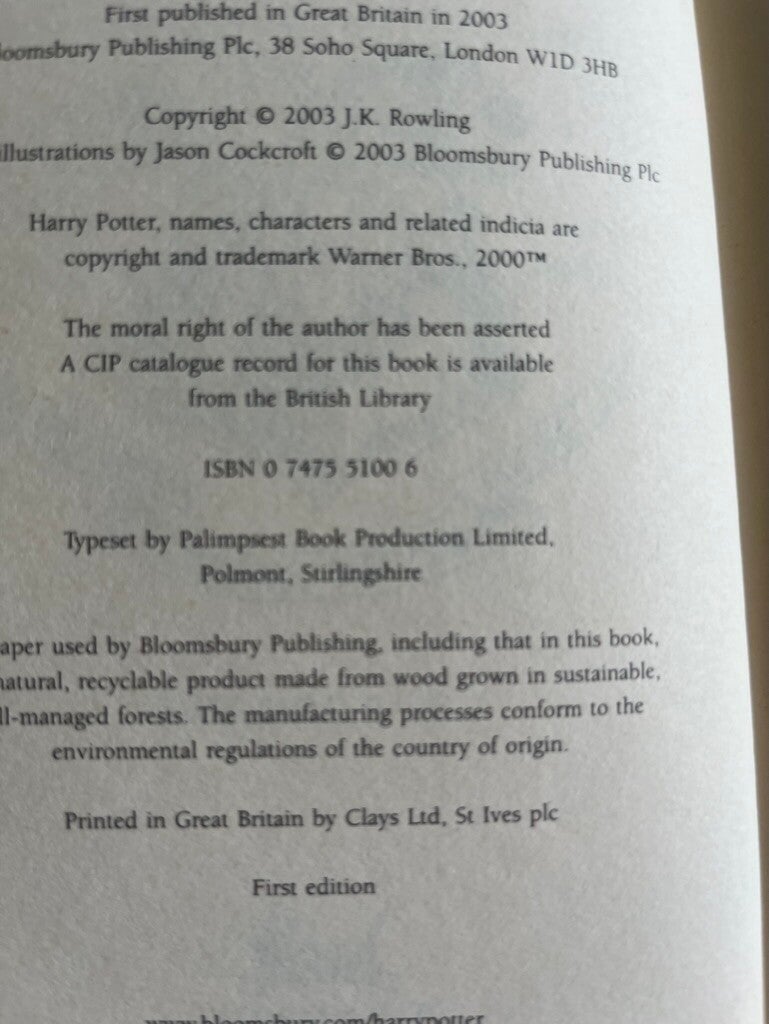 First published in Great Britain in 2003
loomsbury Publishing Plc, 38 Soho Square, London W1D 3HB
Copyright © 2003 J.K. Rowling
llustrations by Jason Cockcroft © 2003 Bloomsbury Publishing Plc
Harry Potter, names, characters and related indicia are
copyright and trademark Warner Bros., 2000™
The moral right of the author has been asserted
A CIP catalogue record for this book is available
from the British Library
ISBN 0 7475 5100 6
Typeset by Palimpsest Book Production Limited,
Polmont, Stirlingshire
aper used by Bloomsbury Publishing, including that in this book,
natural, recyclable product made from wood grown in sustainable,
ll-managed forests. The manufacturing processes conform to the
environmental regulations of the country of origin.
Printed in Great Britain by Clays Ltd, St Ives plc
First edition
www.bloomsbury.com/harrypotter